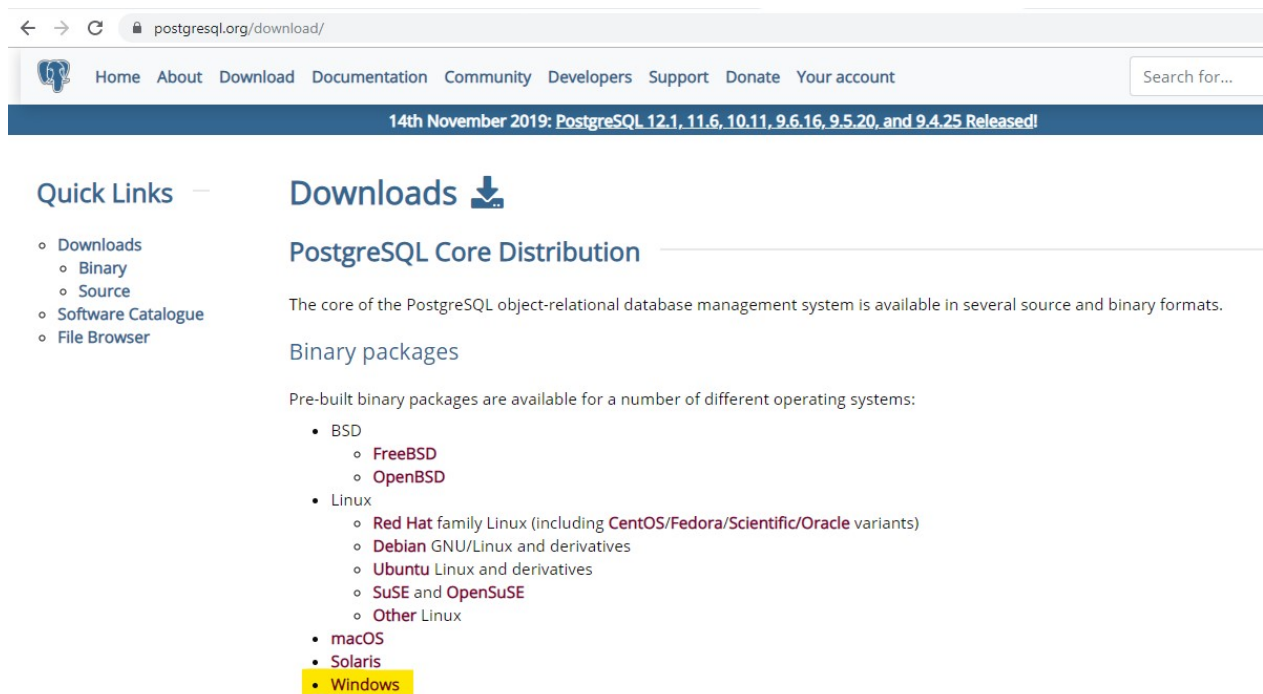 postgresql.org/download/
Home About Download Documentation Community Developers Support Donate Your account
Search for...
14th November 2019: PostgreSQL 12.1, 11.6, 10.11, 9.6.16, 9.5.20, and 9.4.25 Released!
Quick Links
Downloads
Binary
Source
Software Catalogue
File Browser
Downloads
PostgreSQL Core Distribution
The core of the PostgreSQL object-relational database management system is available in several source and binary formats.
Binary packages
Pre-built binary packages are available for a number of different operating systems:
BSD
FreeBSD
OpenBSD
Linux
Red Hat family Linux (including CentOS/Fedora/Scientific/Oracle variants)
Debian GNU/Linux and derivatives
Ubuntu Linux and derivatives
SuSE and OpenSuSE
Other Linux
macOS
Solaris
Windows